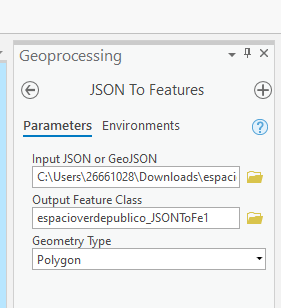 Geoprocessing
JSON To Features
Parameters Environments
Input JSON or GeoJSON
C:\Users\26661028\Downloads\espaci
Output Feature Class
espacioverdepublico_JSONToFe1
Geometry Type
Polygon